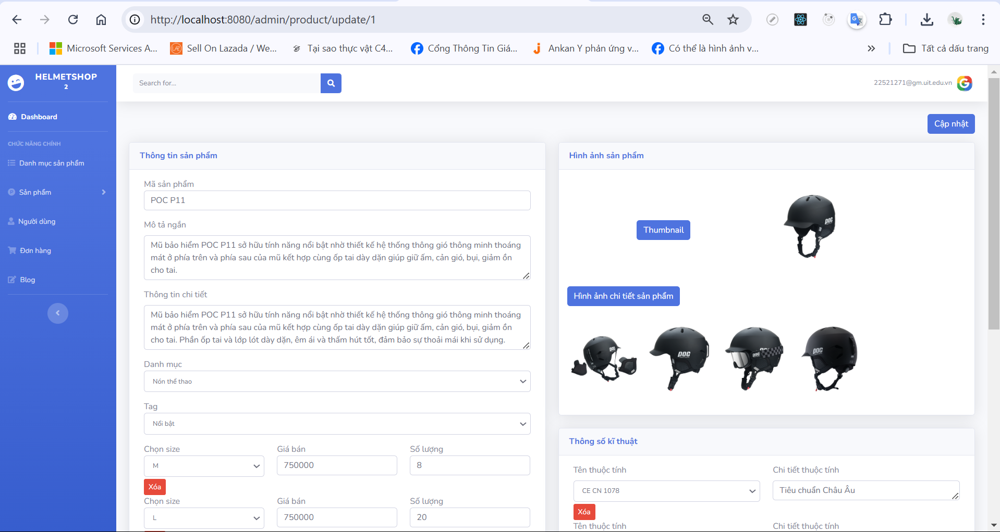 http://localhost:8080/admin/product/update/1
Microsoft Services A...
Sell On Lazada / We...
Tại sao thực vật C4...
Cổng Thông Tin Giá...
Ankan Y phản ứng v...
Có thể là hình ảnh v...
Tất cả dấu trang
HELMETSHOP
2
Dashboard
CHỨC NĂNG CHÍNH
Danh mục sản phẩm
Sản phẩm
Người dùng
Đơn hàng
Blog
Search for...
22521271@gm.uit.edu.vn
Cập nhật
Thông tin sản phẩm
Mã sản phẩm
POC P11
Mô tả ngắn
Mũ bảo hiểm POC P11 sở hữu tính năng nổi bật nhờ thiết kế hệ thống thông gió thông minh thoáng
mát ở phía trên và phía sau của mũ kết hợp cùng ốp tai dày dặn giúp giữ ấm, cản gió, bụi, giảm ồn
cho tai.
Thông tin chi tiết
Mũ bảo hiểm POC P11 sở hữu tính năng nổi bật nhờ thiết kế hệ thống thông gió thông minh thoáng
mát ở phía trên và phía sau của mũ kết hợp cùng ốp tai dày dặn giúp giữ ấm, cản gió, bụi, giảm ồn
cho tai. Phần ốp tai và lớp lót dày dặn, êm ái và thấm hút tốt, đảm bảo sự thoải mái khi sử dụng.
Danh mục
Nón thể thao
Tag
Nổi bật
Chọn size Giá bán Số lượng
M 750000 8
Xóa
Chọn size Giá bán Số lượng
L 750000 20
Hình ảnh sản phẩm
Thumbnail
poc
Hình ảnh chi tiết sản phẩm
poc
poc
poc
poc
Thông số kĩ thuật
Tên thuộc tính Chi tiết thuộc tính
CE CN 1078 Tiêu chuẩn Châu Âu
Xóa
Tên thuộc tính Chi tiết thuộc tính